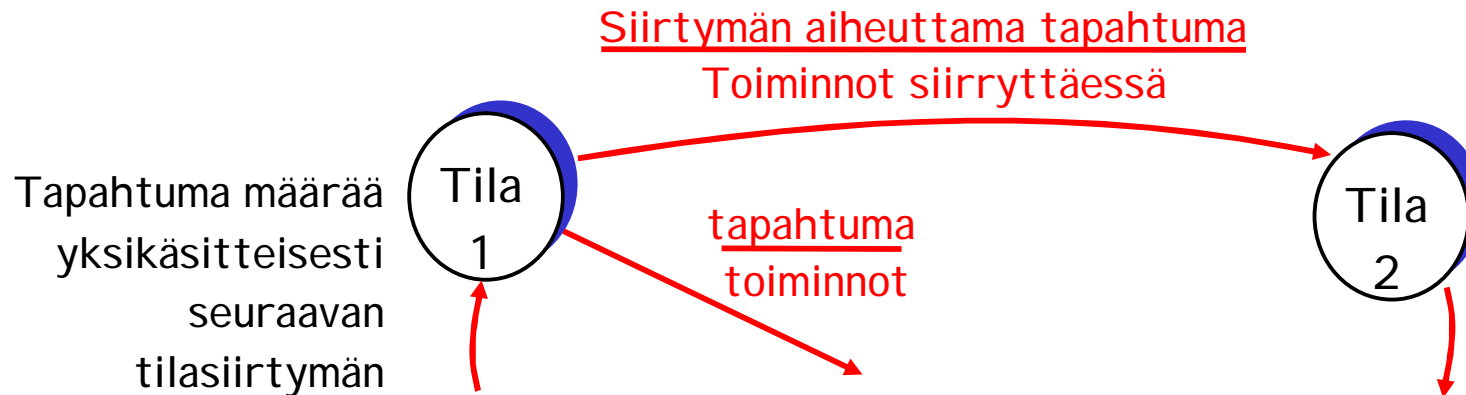 Siirtymän aiheuttama tapahtuma
Toiminnot siirryttäessä
Tapahtuma määrää
yksikäsitteisesti
seuraavan
tilasiirtymän
Tila
1
tapahtuma
toiminnot
Tila
2